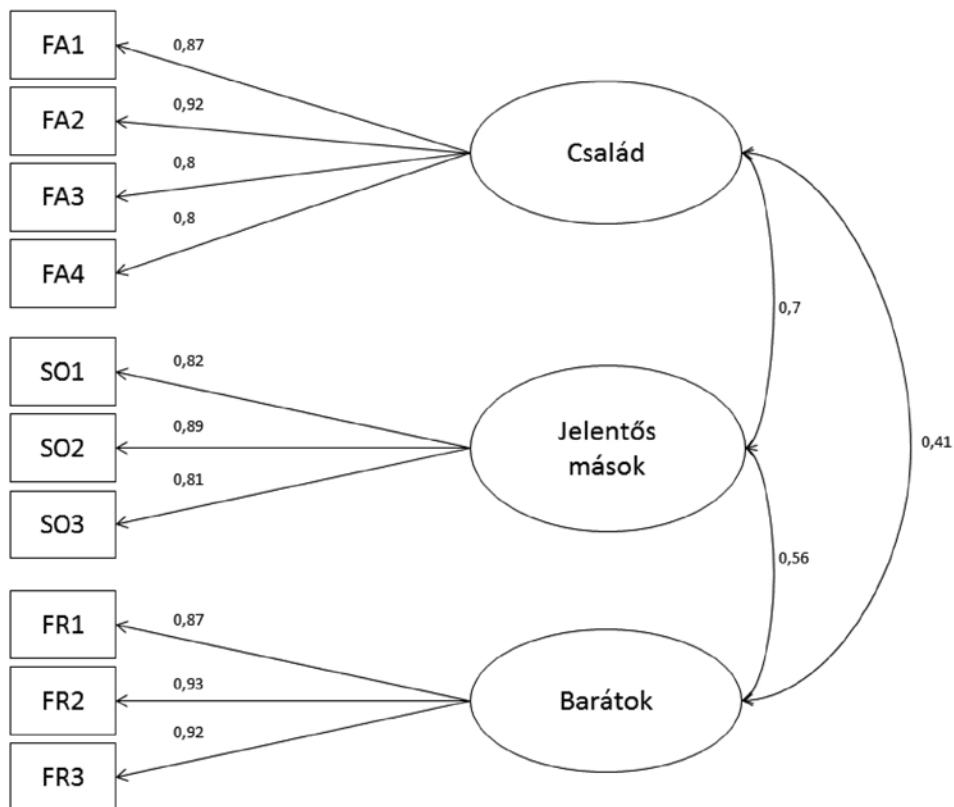 FA1
0,87
FA2
0,92
FA3
0,8
FA4
0,8
Család
SO1
0,82
SO2
0,89
SO3
0,81
Jelentős
mások
FR1
0,87
FR2
0,93
FR3
0,92
Barátok
0,7
0,56
0,41